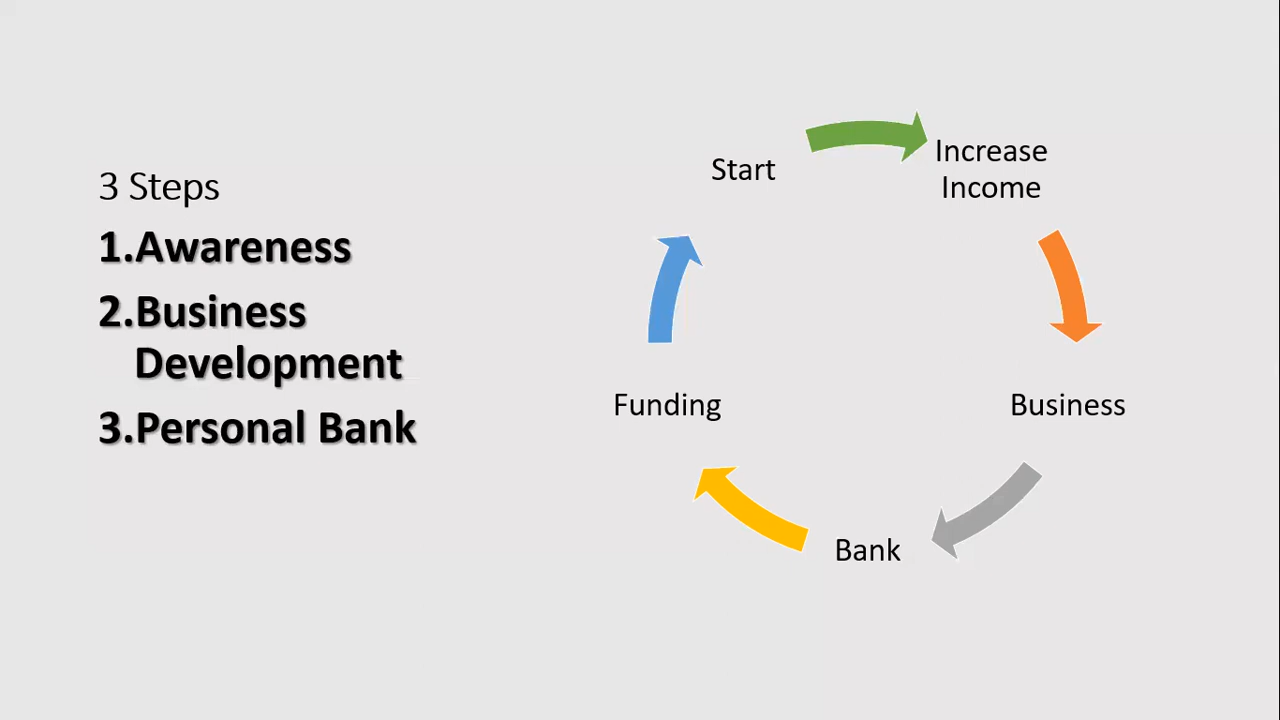 3 Steps
1.Awareness
2.Business
Development
3.Personal Bank
Start
Increase
Income
Business
Bank
Funding